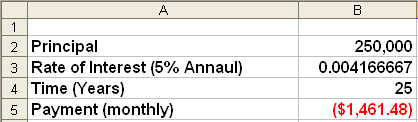 A B
1
2 Principal 250,000
3 Rate of Interest (5% Annaul) 0.004166667
4 Time (Years) 25
5 Payment (monthly) ($1,461.48)